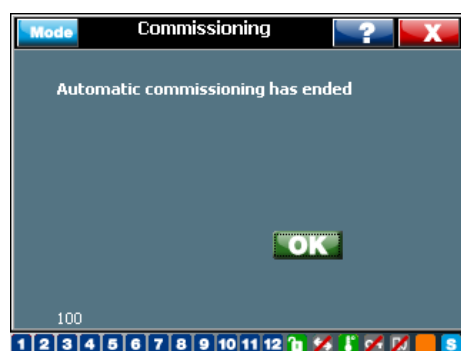 Mode Commissioning ? X
Automatic commissioning has ended
OK
100
1 2 3 4 5 6 7 8 9 10 11 12 S